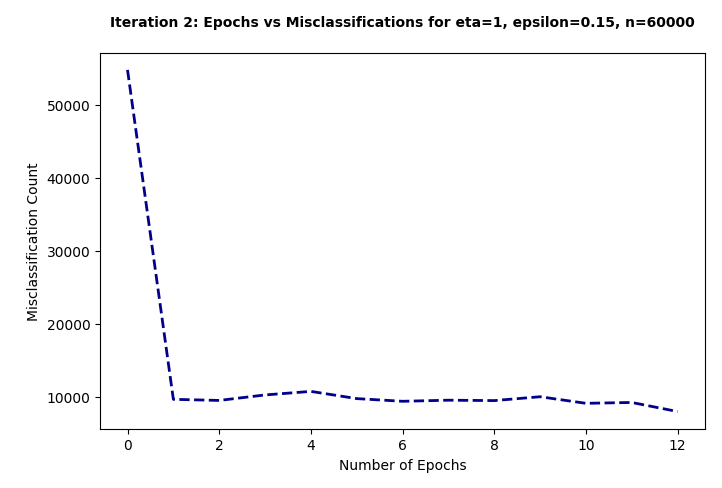 Iteration 2: Epochs vs Misclassifications for eta=1, epsilon=0.15, n=60000
50000
40000
30000
20000
10000
Misclassification Count
0 2 4 6 8 10 12
Number of Epochs